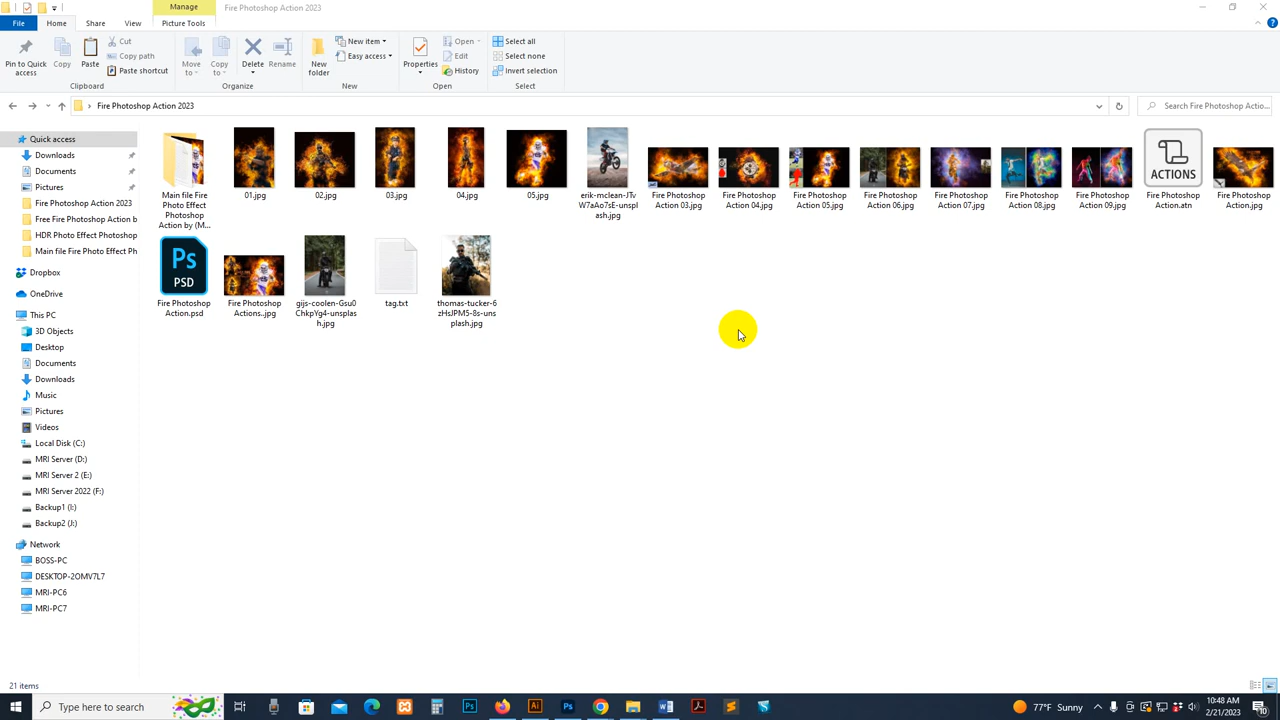 Manage
Fire Photoshop Action 2023
File
Home
Share
View
Picture Tools
Pin to Quick
access
Copy
Paste
Cut
Copy path
Paste shortcut
Clipboard
Move
to
Copy
to
Delete
Rename
Organize
New
folder
New item
Easy access
New
Properties
Open
Edit
History
Open
Select all
Select none
Invert selection
Select
Fire Photoshop Action 2023
Search Fire Photoshop Actio...
Quick access
Downloads
Documents
Pictures
Fire Photoshop Action 2023
Free Fire Photoshop Action b
HDR Photo Effect Photoshop
Main file Fire Photo Effect Ph
Dropbox
OneDrive
This PC
3D Objects
Desktop
Documents
Downloads
Music
Pictures
Videos
Local Disk (C:)
MRI Server (D:)
MRI Server 2 (E:)
MRI Server 2022 (F:)
Backup1 (I:)
Backup2 (J:)
Network
BOSS-PC
DESKTOP-2OMV7L7
MRI-PC6
MRI-PC7
Main file Fire
Photo Effect
Photoshop
Action by (M...
01.jpg
02.jpg
03.jpg
04.jpg
05.jpg
erik-mclean-JTv
W7aAo7sE-unspl
ash.jpg
Fire Photoshop
Action 03.jpg
Fire Photoshop
Action 04.jpg
Fire Photoshop
Action 05.jpg
Fire Photoshop
Action 06.jpg
Fire Photoshop
Action 07.jpg
Fire Photoshop
Action 08.jpg
Fire Photoshop
Action 09.jpg
ACTIONS
Fire Photoshop
Action.atn
Fire Photoshop
Action.jpg
Ps
PSD
Fire Photoshop
Action.psd
Fire Photoshop
Actions..jpg
gijs-coolen-Gsu0
ChkpYg4-unsplas
h.jpg
tag.txt
thomas-tucker-6
zHsJPM5-8s-uns
plash.jpg
21 items
Type here to search
Ps
Ai
Ps
77°F Sunny
10:48 AM
2/21/2023
10